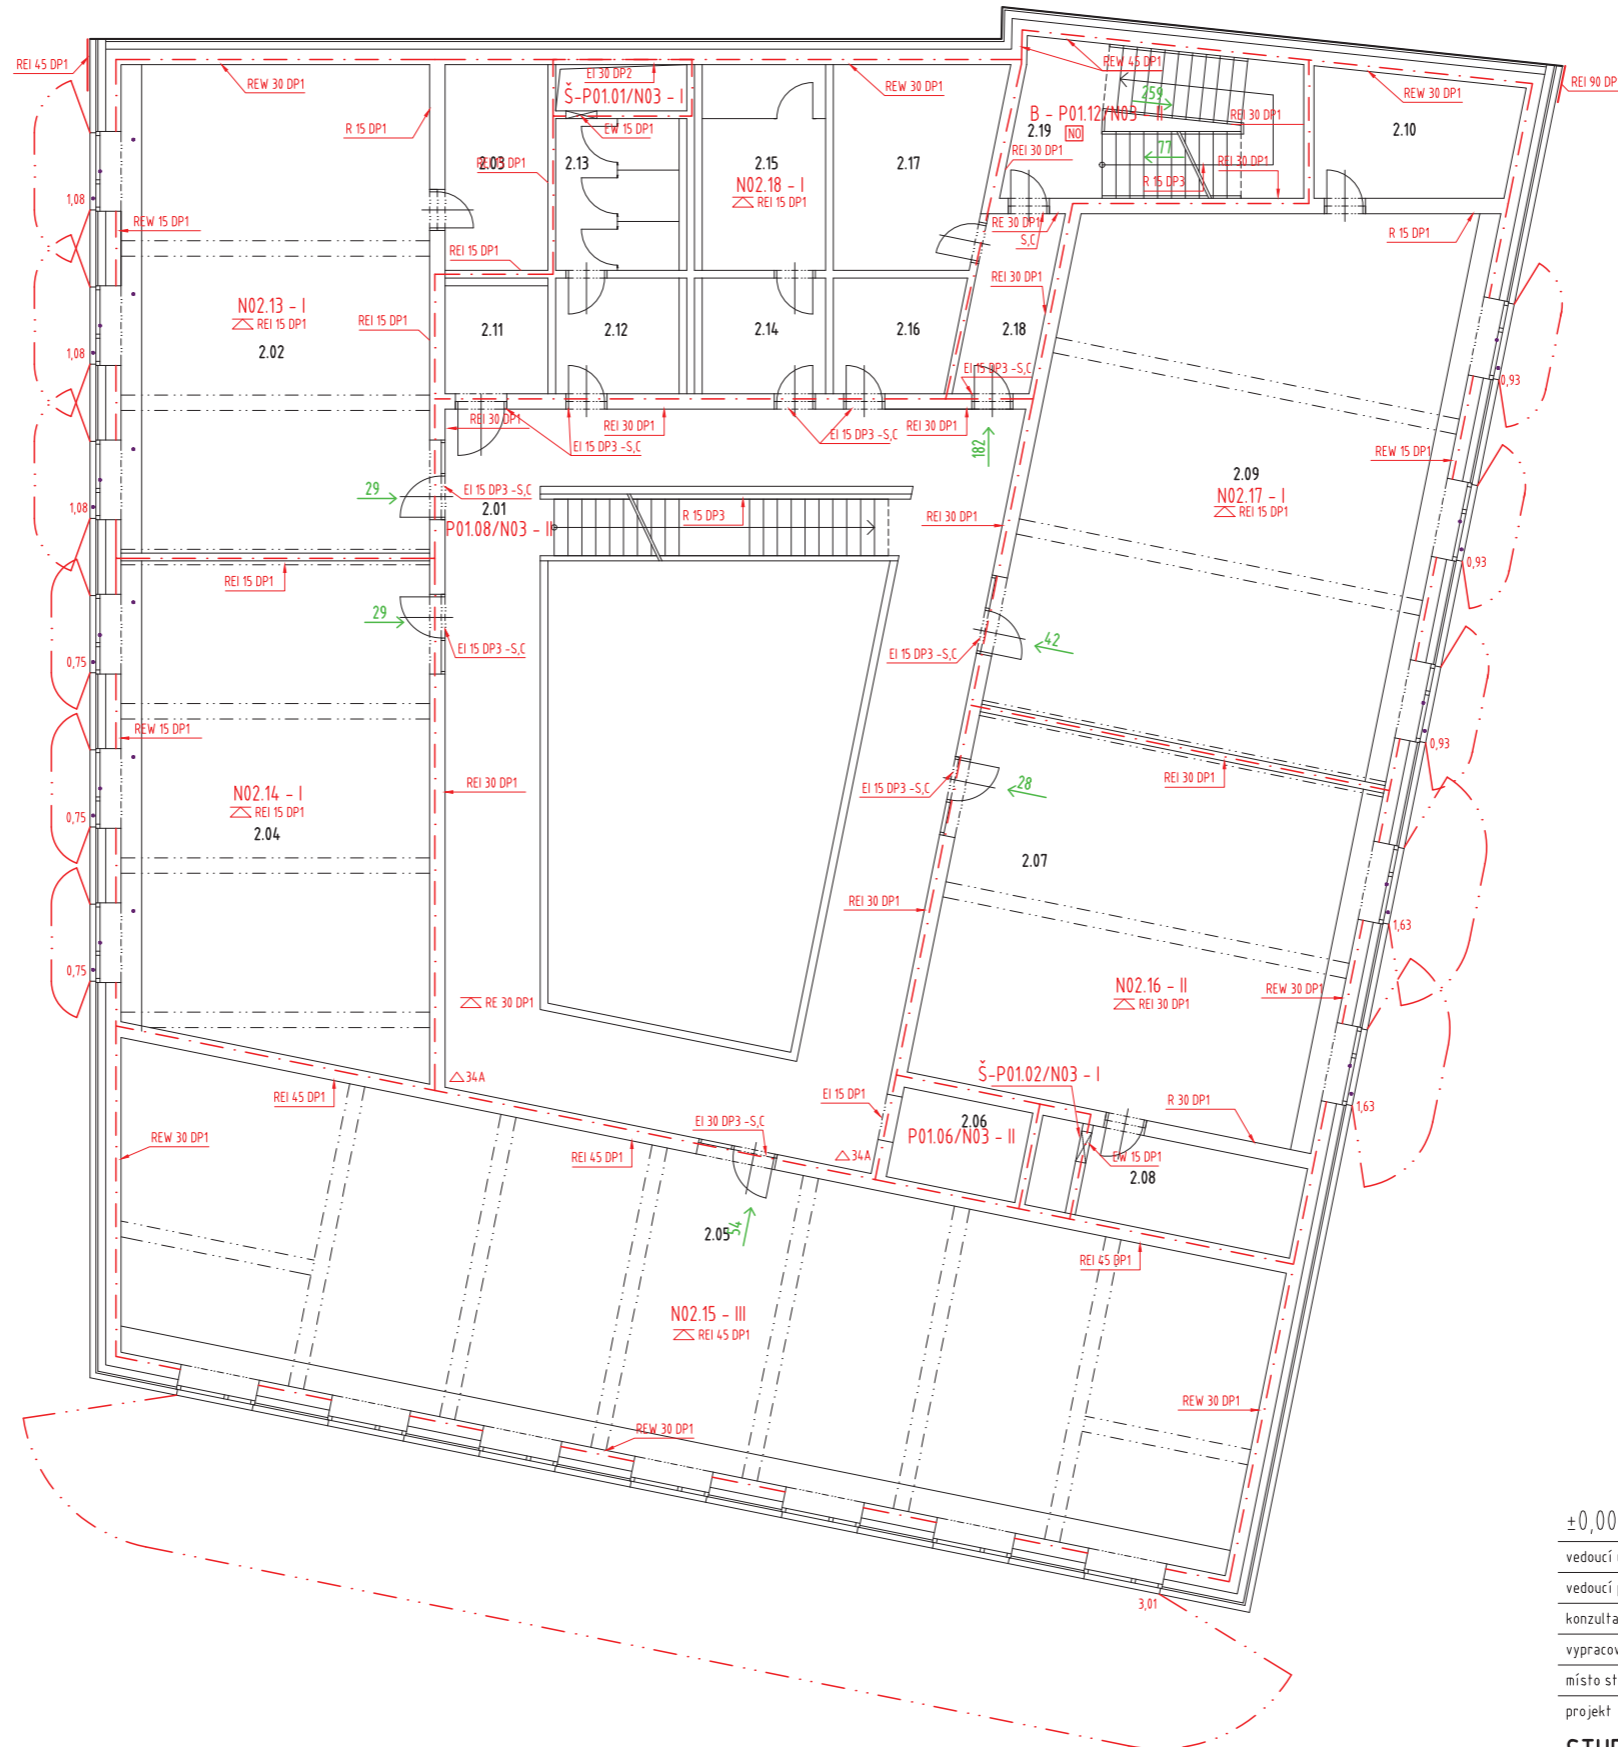 REI 45 DP1
REW 30 DP1
R 15 DP1
EI 30 DP2
Š-P01.01/N03 - I
EW 15 DP1
REW 30 DP1
REW 45 DP1
259
B - P01.12/N03 - II
NO
2.19
77
REI 30 DP1
REI 30 DP1
REI 30 DP1
R 15 DP3
REW 30 DP1
2.10
REI 90 DP1
2.03
REI 15 DP1
2.13
2.15
N02.18 - I
REI 15 DP1
2.17
RE 30 DP1
S,C
R 15 DP1
1,08
REW 15 DP1
REI 15 DP1
REI 30 DP1
N02.13 - I
REI 15 DP1
2.02
REI 15 DP1
2.11
2.12
2.14
2.16
2.18
1,08
0,93
EI 15 DP3 -S,C
REI 30 DP1
EI 15 DP3 -S,C
REI 30 DP1
EI 15 DP3 -S,C
REI 30 DP1
182
REW 15 DP1
2.09
N02.17 - I
REI 15 DP1
29
EI 15 DP3 -S,C
1,08
2.01
P01.08/N03 - II
R 15 DP3
REI 30 DP1
0,93
REI 15 DP1
29
EI 15 DP3 -S,C
EI 15 DP3 -S,C
42
0,75
REW 15 DP1
0,93
REI 30 DP1
REI 30 DP1
EI 15 DP3 -S,C
28
N02.14 - I
REI 15 DP1
2.04
0,75
2.07
REI 30 DP1
1,63
0,75
RE 30 DP1
N02.16 - II
REI 30 DP1
REW 30 DP1
34A
Š-P01.02/N03 - I
REI 45 DP1
EI 15 DP1
R 30 DP1
1,63
REW 30 DP1
EI 30 DP3 -S,C
REI 45 DP1
34A
2.06
P01.06/N03 - II
EW 15 DP1
2.08
2.05
54
REI 45 DP1
N02.15 - III
REI 45 DP1
REW 30 DP1
REW 30 DP1
3,01
±0,00
vedoucí
vedoucí
konzulta
vypracov
místo st
projekt